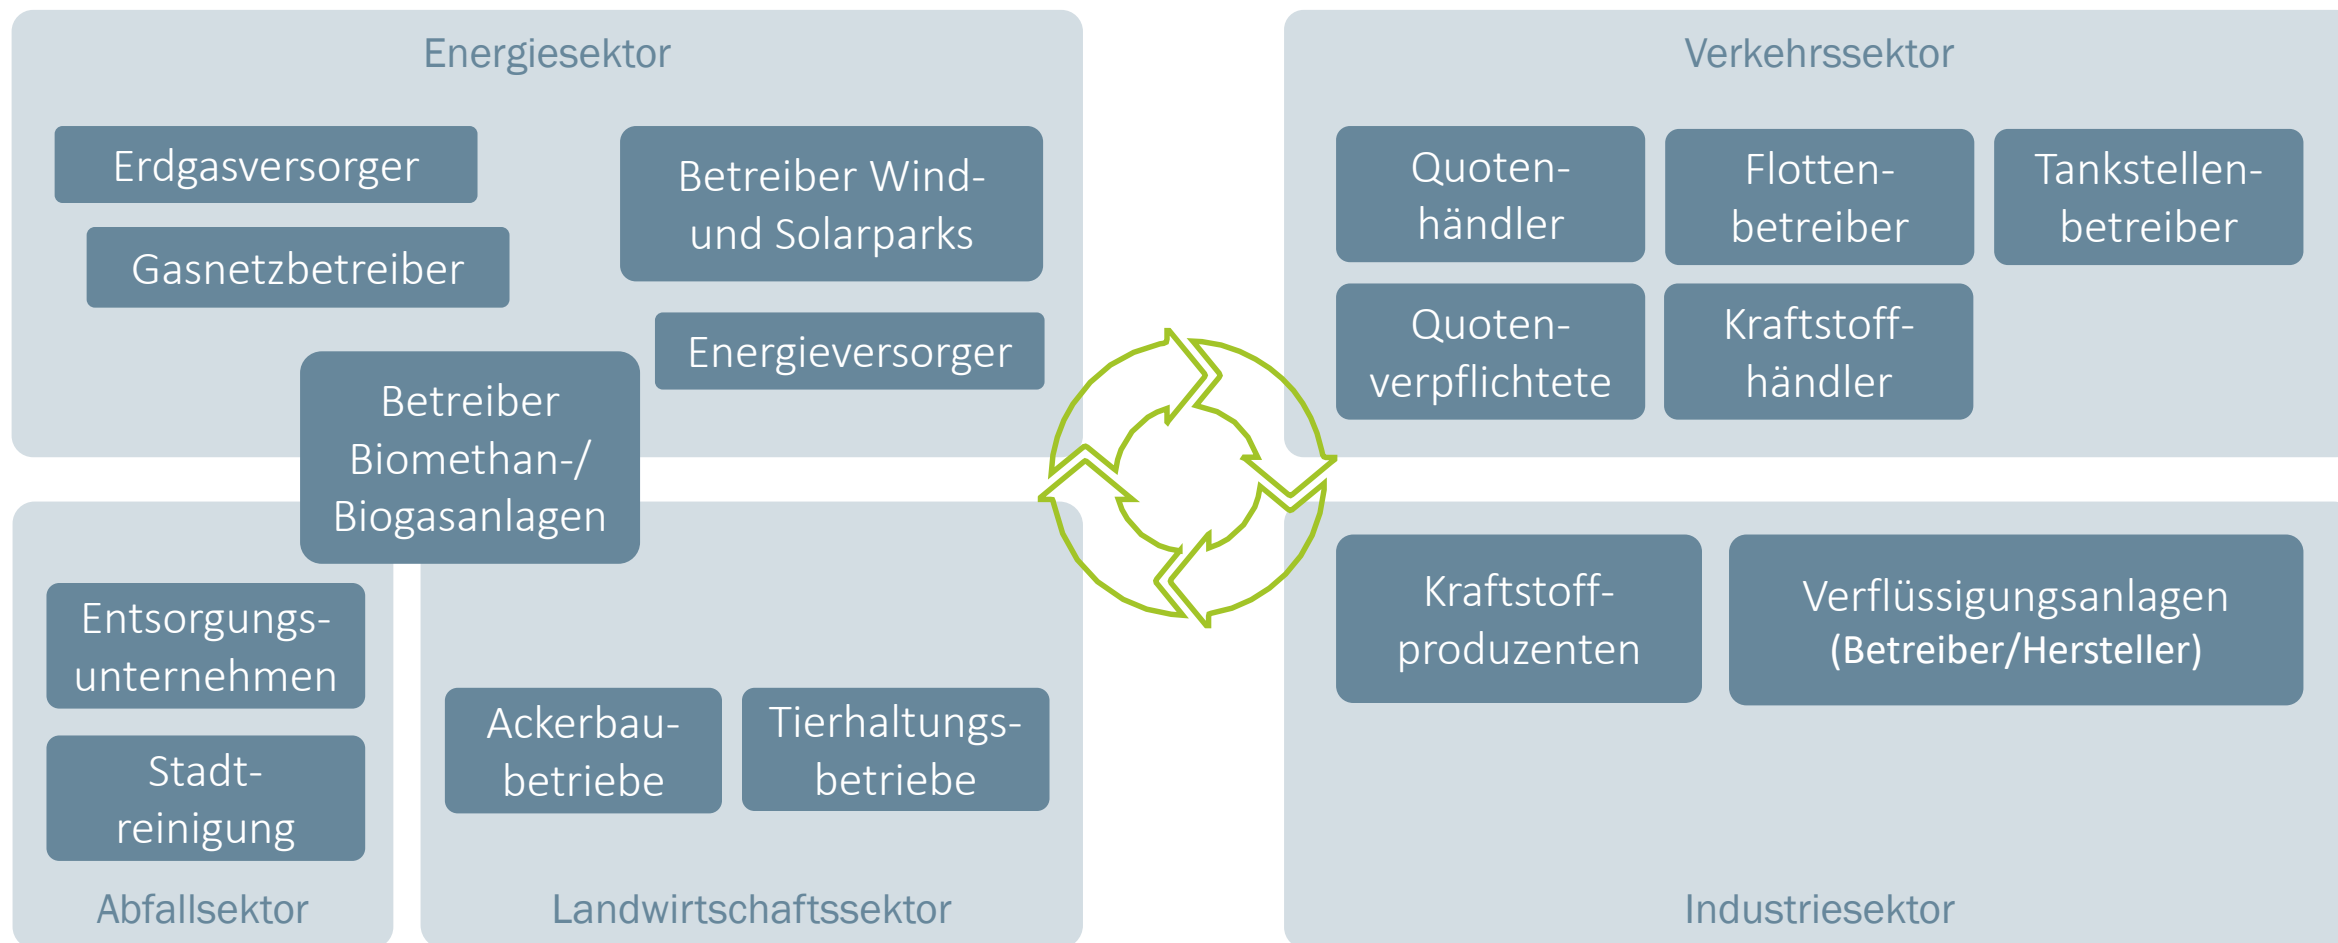 Energiesektor
Erdgasversorger
Gasnetzbetreiber
Betreiber Wind-
und Solarparks
Energieversorger
Betreiber
Biomethan-/
Biogasanlagen
Verkehrssektor
Quoten-
händler
Flotten-
betreiber
Tankstellen-
betreiber
Quoten-
verpflichtete
Kraftstoff-
händler
Entsorgungs-
unternehmen
Stadt-
reinigung
Abfallsektor
Ackerbau-
betriebe
Tierhaltungs-
betriebe
Landwirtschaftssektor
Kraftstoff-
produzenten
Verflüssigungsanlagen
(Betreiber/Hersteller)
Industriesektor